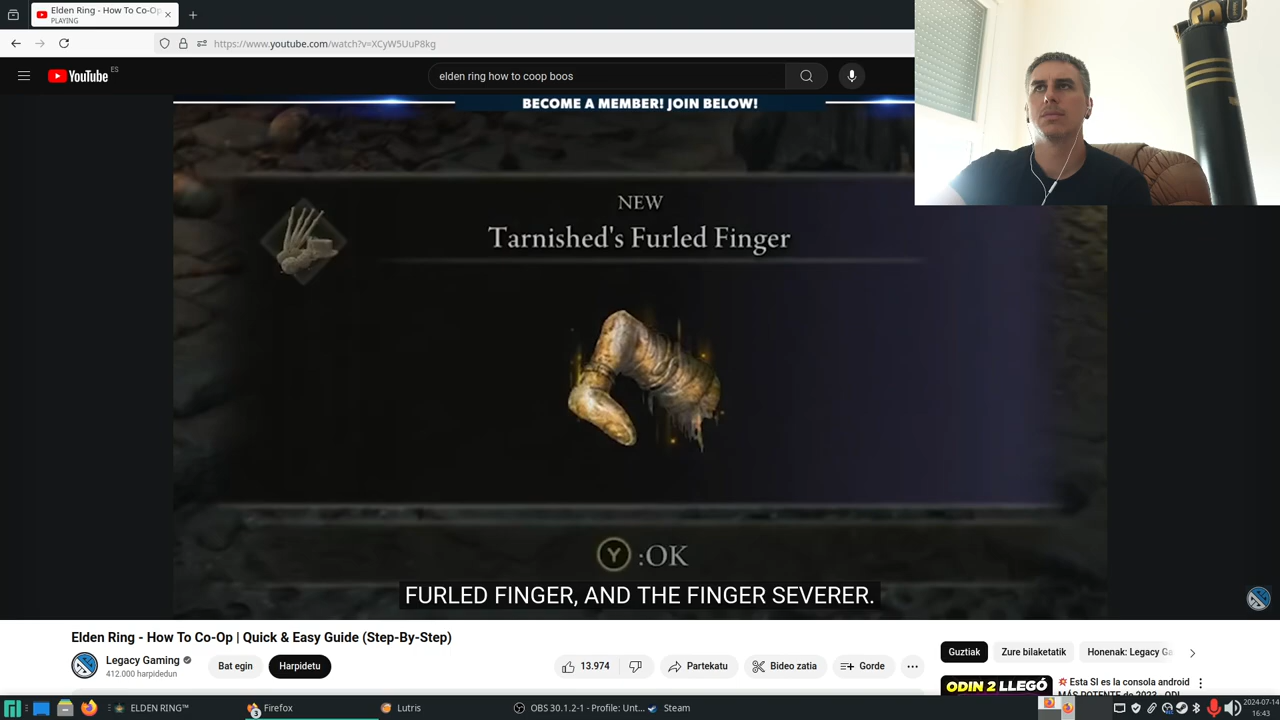 Elden Ring - How To Co-Op
PLAYING
https://www.youtube.com/watch?v=XCyW5UuP8kg
YouTube ES
elden ring how to coop boos
BECOME A MEMBER! JOIN BELOW!
NEW
Tarnished's Furled Finger
Y :OK
FURLED FINGER, AND THE FINGER SEVERER.
Elden Ring - How To Co-Op | Quick & Easy Guide (Step-By-Step)
Legacy Gaming
412.000 harpidedun
Bat egin
Harpidetu
13.974
Partekatu
Bideo zatia
Gorde
Guztiak
Zure bilaketatik
Honenak: Legacy Ga
ODIN 2 LLEGÓ
Esta SI es la consola android
MÁS POTENTE de 2023 - ODI
ELDEN RING™
3
Firefox
Lutris
OBS 30.1.2-1 - Profile: Unt...
Steam
2024-07-14
16:43